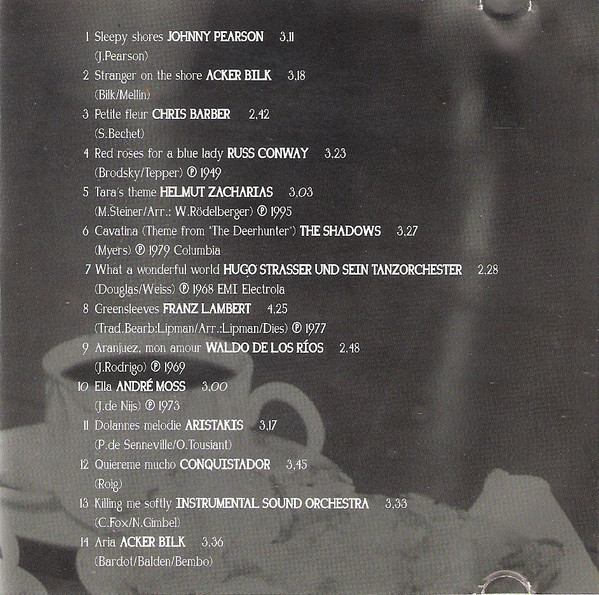 1 Sleepy shores JOHNNY PEARSON 3,11
(J.Pearson)
2 Stranger on the shore ACKER BILK 3,18
(Bilk/Mellin)
3 Petite fleur CHRIS BARBER 2,42
(S.Bechet)
4 Red roses for a blue lady RUSS CONWAY 3,23
(Brodsky/Tepper) ℗ 1949
5 Tara's theme HELMUT ZACHARIAS 3,03
(M.Steiner/Arr.: W.Rödelberger) ℗ 1995
6 Cavatina (Theme from 'The Deerhunter') THE SHADOWS 3,27
(Myers) ℗ 1979 Columbia
7 What a wonderful world HUGO STRASSER UND SEIN TANZORCHESTER 2,28
(Douglas/Weiss) ℗ 1968 EMI Electrola
8 Greensleeves FRANZ LAMBERT 4,25
(Trad.Bearb:Lipman/Arr.:Lipman/Dies) ℗ 1977
9 Aranjuez, mon amour WALDO DE LOS RÍOS 2,48
(J.Rodrigo) ℗ 1969
10 Ella ANDRÉ MOSS 3,00
(J.de Nijs) ℗ 1973
11 Dolannes melodie ARISTAKIS 3,17
(P.de Senneville/O.Tousiant)
12 Quiereme mucho CONQUISTADOR 3,45
(Roig)
13 Killing me softly INSTRUMENTAL SOUND ORCHESTRA 3,33
(C.Fox/N.Gimbel)
14 Aria ACKER BILK 3,36
(Bardot/Balden/Bembo)